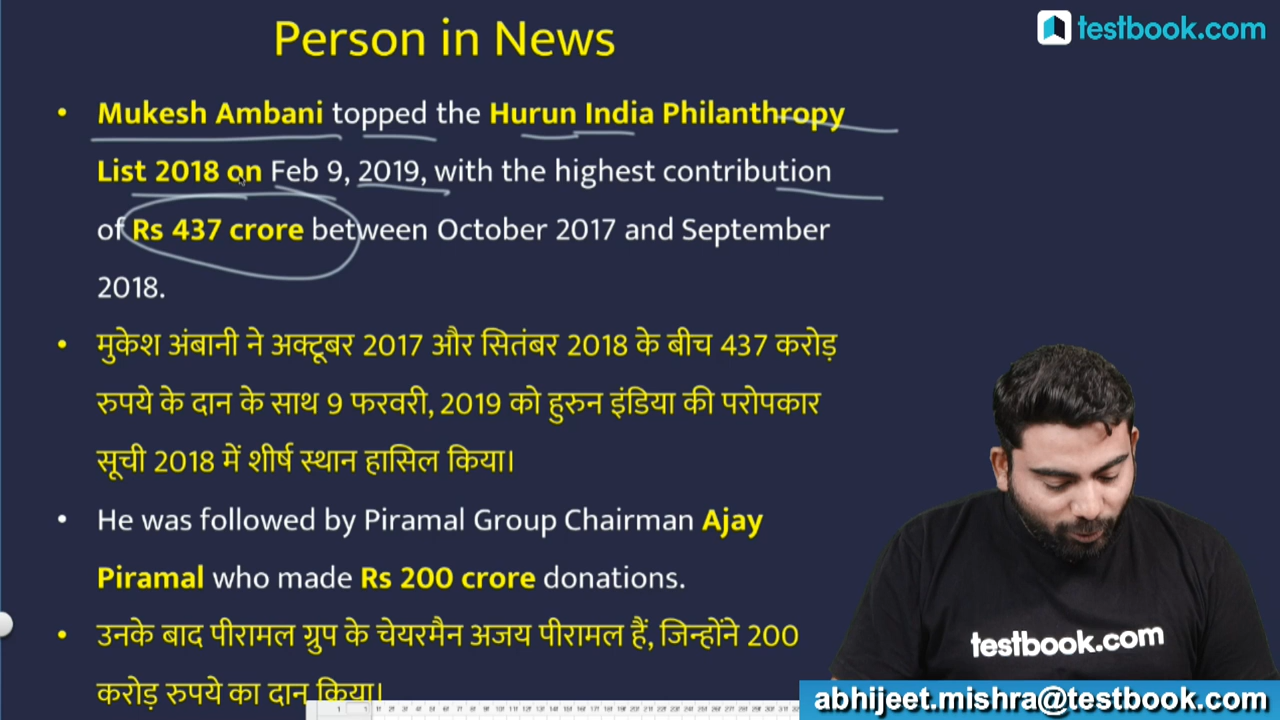 Person in News
testbook.com
• Mukesh Ambani topped the Hurun India Philanthropy
List 2018 on Feb 9, 2019, with the highest contribution
of Rs 437 crore between October 2017 and September
2018.
• मुकेश अंबानी ने अक्टूबर 2017 और सितंबर 2018 के बीच 437 करोड़
रुपये के दान के साथ 9 फरवरी, 2019 को हुरुन इंडिया की परोपकार
सूची 2018 में शीर्ष स्थान हासिल किया।
• He was followed by Piramal Group Chairman Ajay
Piramal who made Rs 200 crore donations.
• उनके बाद पीरामल ग्रुप के चेयरमैन अजय पीरामल हैं, जिन्होंने 200
करोड़ रुपये का दान किया।
testbook.com
abhijeet.mishra@testbook.com